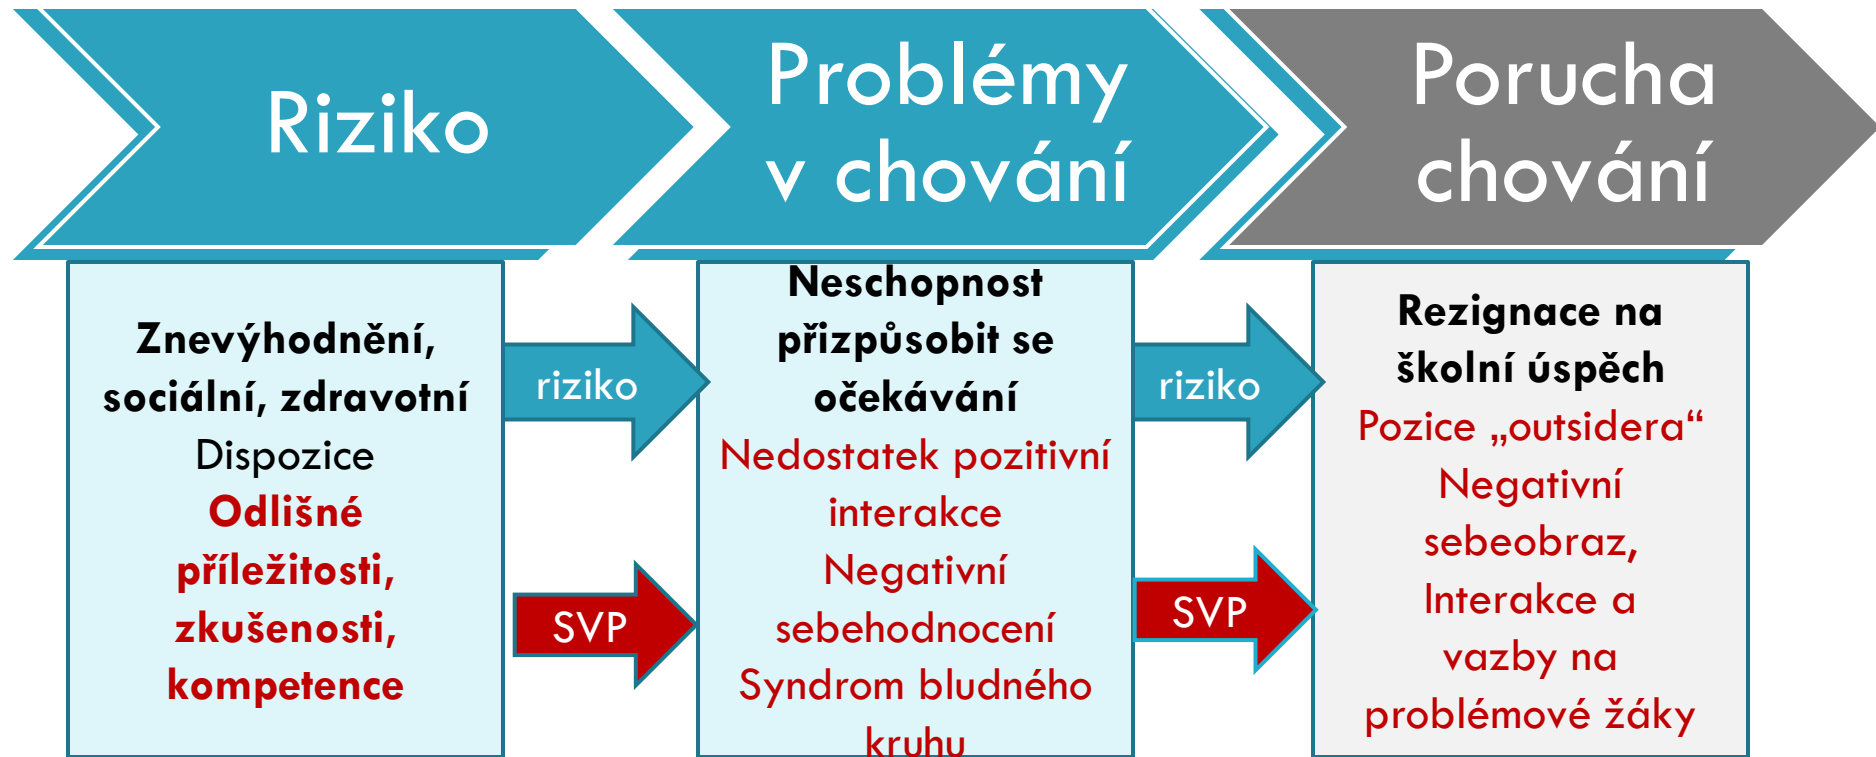 Riziko
Problémy
v chování
Porucha
chování
Znevýhodnění,
sociální, zdravotní
Dispozice
Odlišné
příležitosti,
zkušenosti,
kompetence
riziko
SVP
Neschopnost
přizpůsobit se
očekávání
Nedostatek pozitivní
interakce
Negativní
sebehodnocení
Syndrom bludného
kruhu
riziko
SVP
Rezignace na
školní úspěch
Pozice „outsidera“
Negativní
sebeobraz,
Interakce a
vazby na
problémové žáky